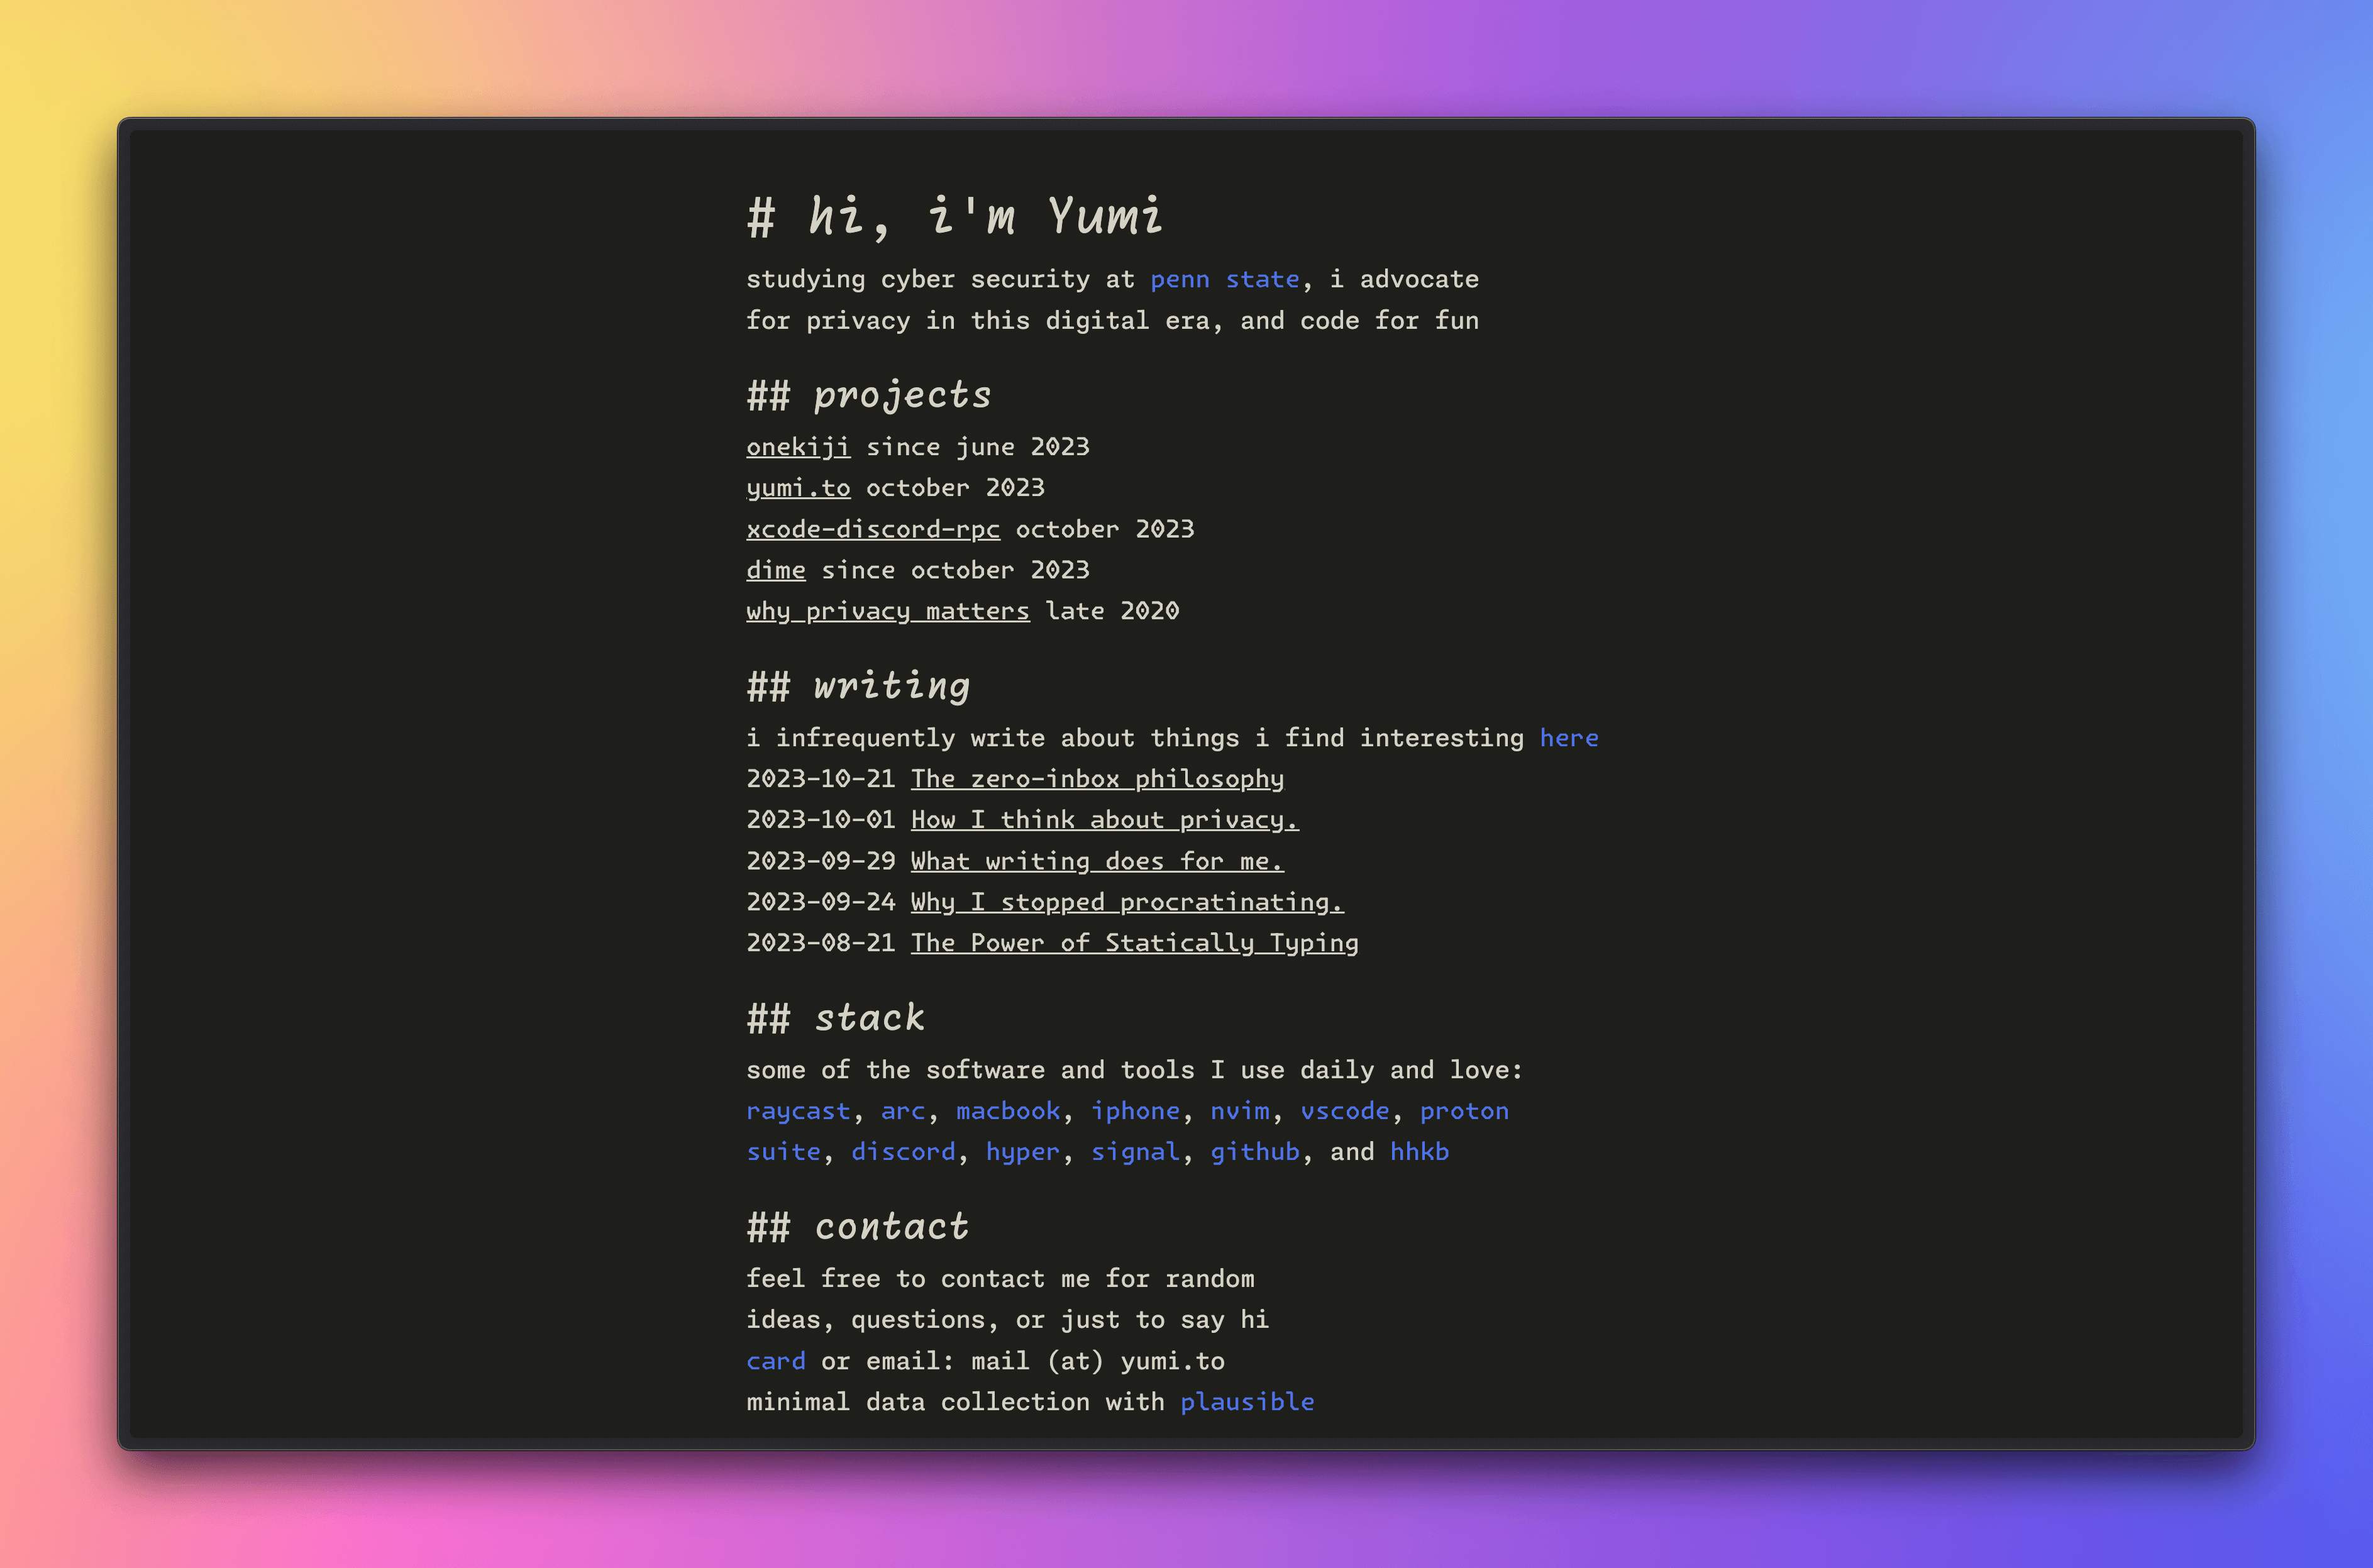 # hi, i'm Yumi
studying cyber security at penn state, i advocate
for privacy in this digital era, and code for fun
## projects
onekiji since june 2023
yumi.to october 2023
xcode-discord-rpc october 2023
dime since october 2023
why privacy matters late 2020
## writing
i infrequently write about things i find interesting here
2023-10-21 The zero-inbox philosophy
2023-10-01 How I think about privacy.
2023-09-29 What writing does for me.
2023-09-24 Why I stopped procratinating.
2023-08-21 The Power of Statically Typing
## stack
some of the software and tools I use daily and love:
raycast, arc, macbook, iphone, nvim, vscode, proton
suite, discord, hyper, signal, github, and hhkb
## contact
feel free to contact me for random
ideas, questions, or just to say hi
card or email: mail (at) yumi.to
minimal data collection with plausible